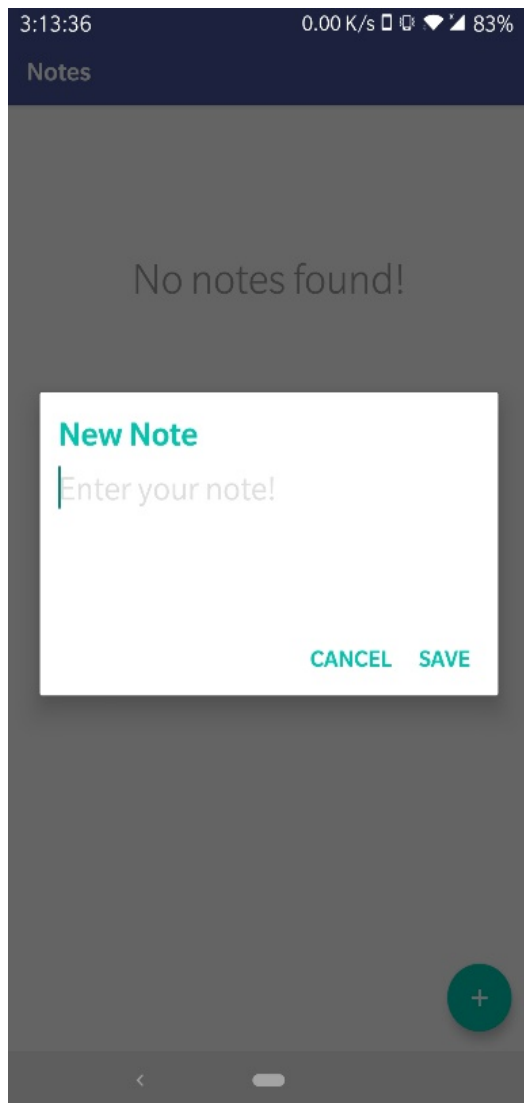 3:13:36 0.00 K/s 83%
Notes
No notes found!
New Note
Enter your note!
CANCEL SAVE
+